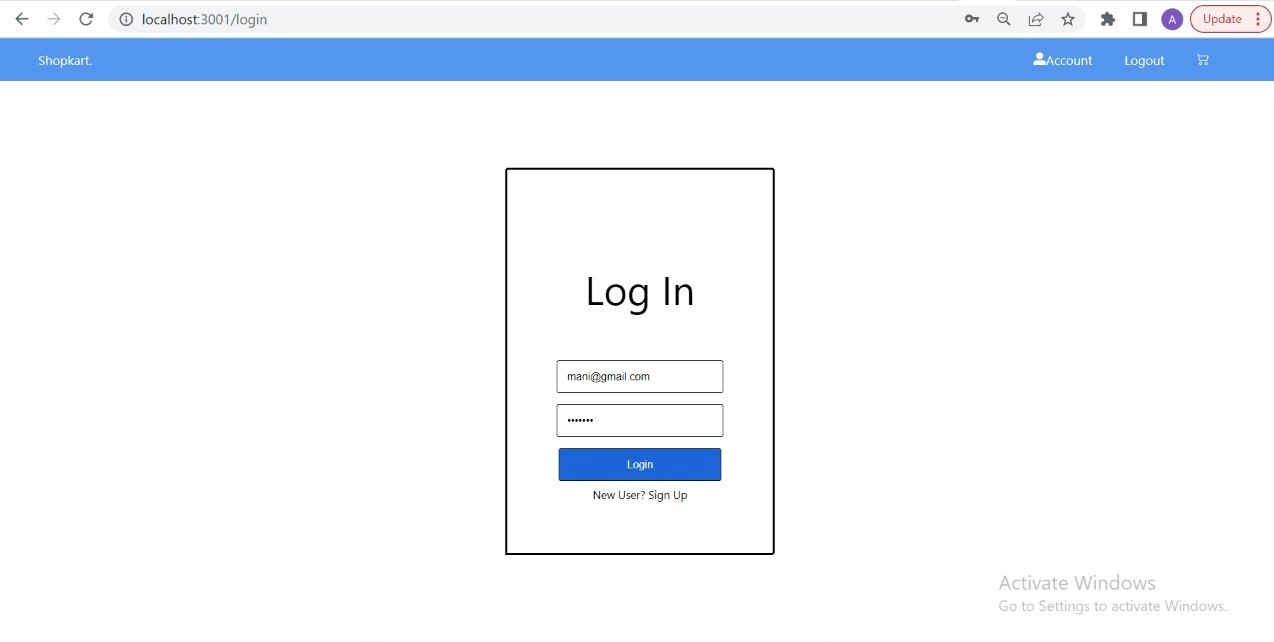 localhost:3001/login
A
Update
Shopkart.
Account
Logout
Log In
mani@gmail.com
•••••••
Login
New User? Sign Up
Activate Windows
Go to Settings to activate Windows.